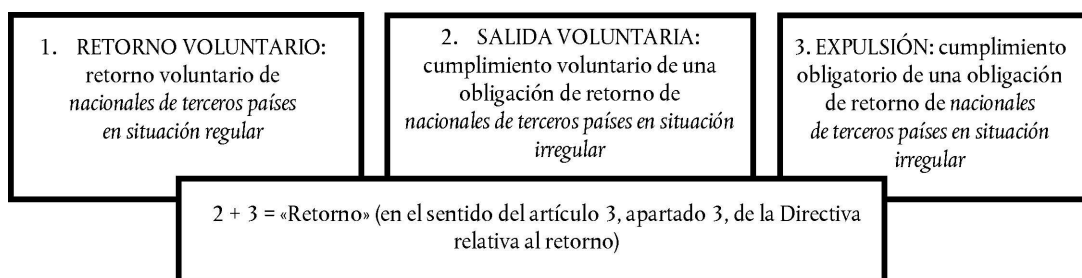 1. RETORNO VOLUNTARIO:
retorno voluntario de
nacionales de terceros países
en situación regular
2. SALIDA VOLUNTARIA:
cumplimiento voluntario de una
obligación de retorno de
nacionales de terceros países en situación
irregular
3. EXPULSIÓN: cumplimiento
obligatorio de una obligación
de retorno de nacionales
de terceros países en situación
irregular
2 + 3 = «Retorno» (en el sentido del artículo 3, apartado 3, de la Directiva
relativa al retorno)